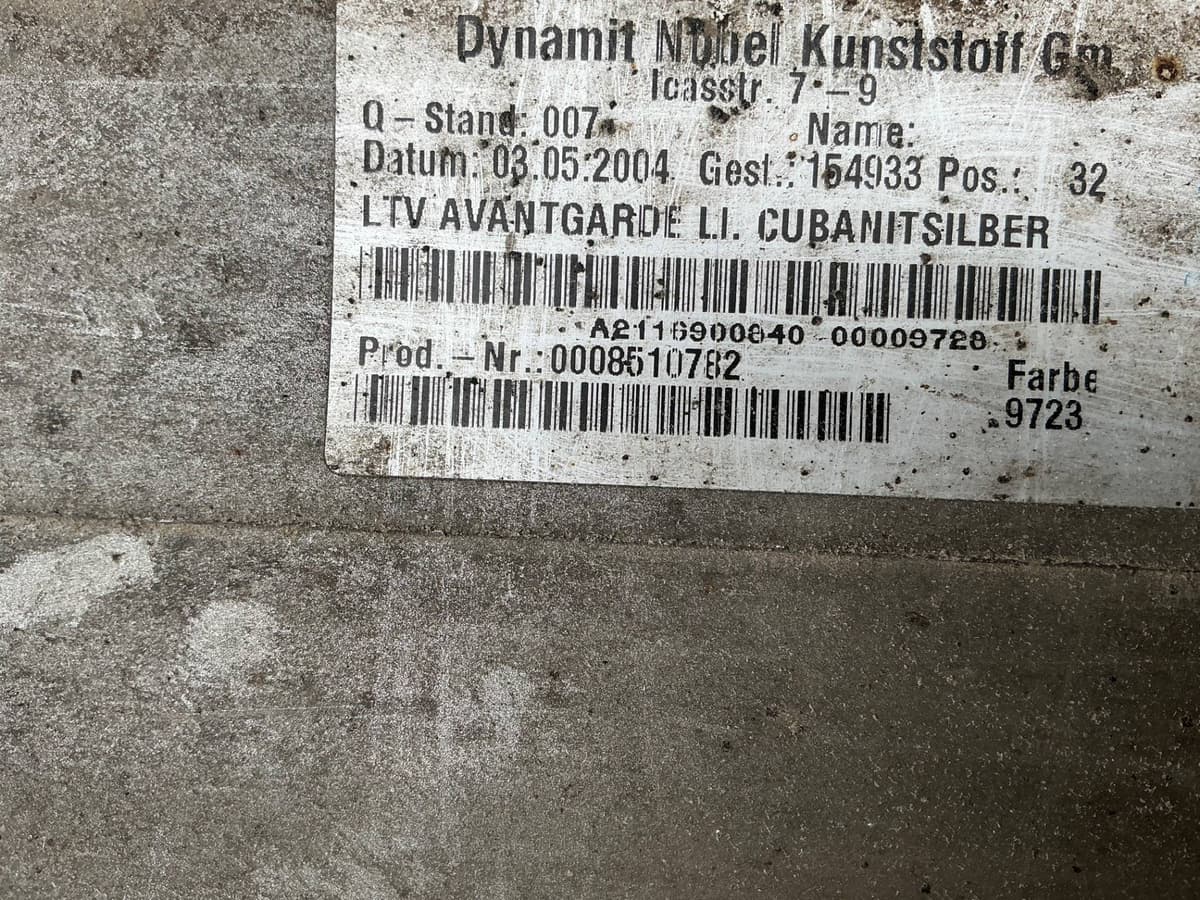 Dynamit Nobel Kunststoff Gm
Icasstr. 7 - 9
Q - Stand: 007 Name:
Datum: 03.05.2004 Gest.: 154933 Pos.: 32
LTV AVANTGARDE LI. CUBANITSILBER
A2116900840 00009723
Prod. - Nr.: 0008510782 Farbe
9723